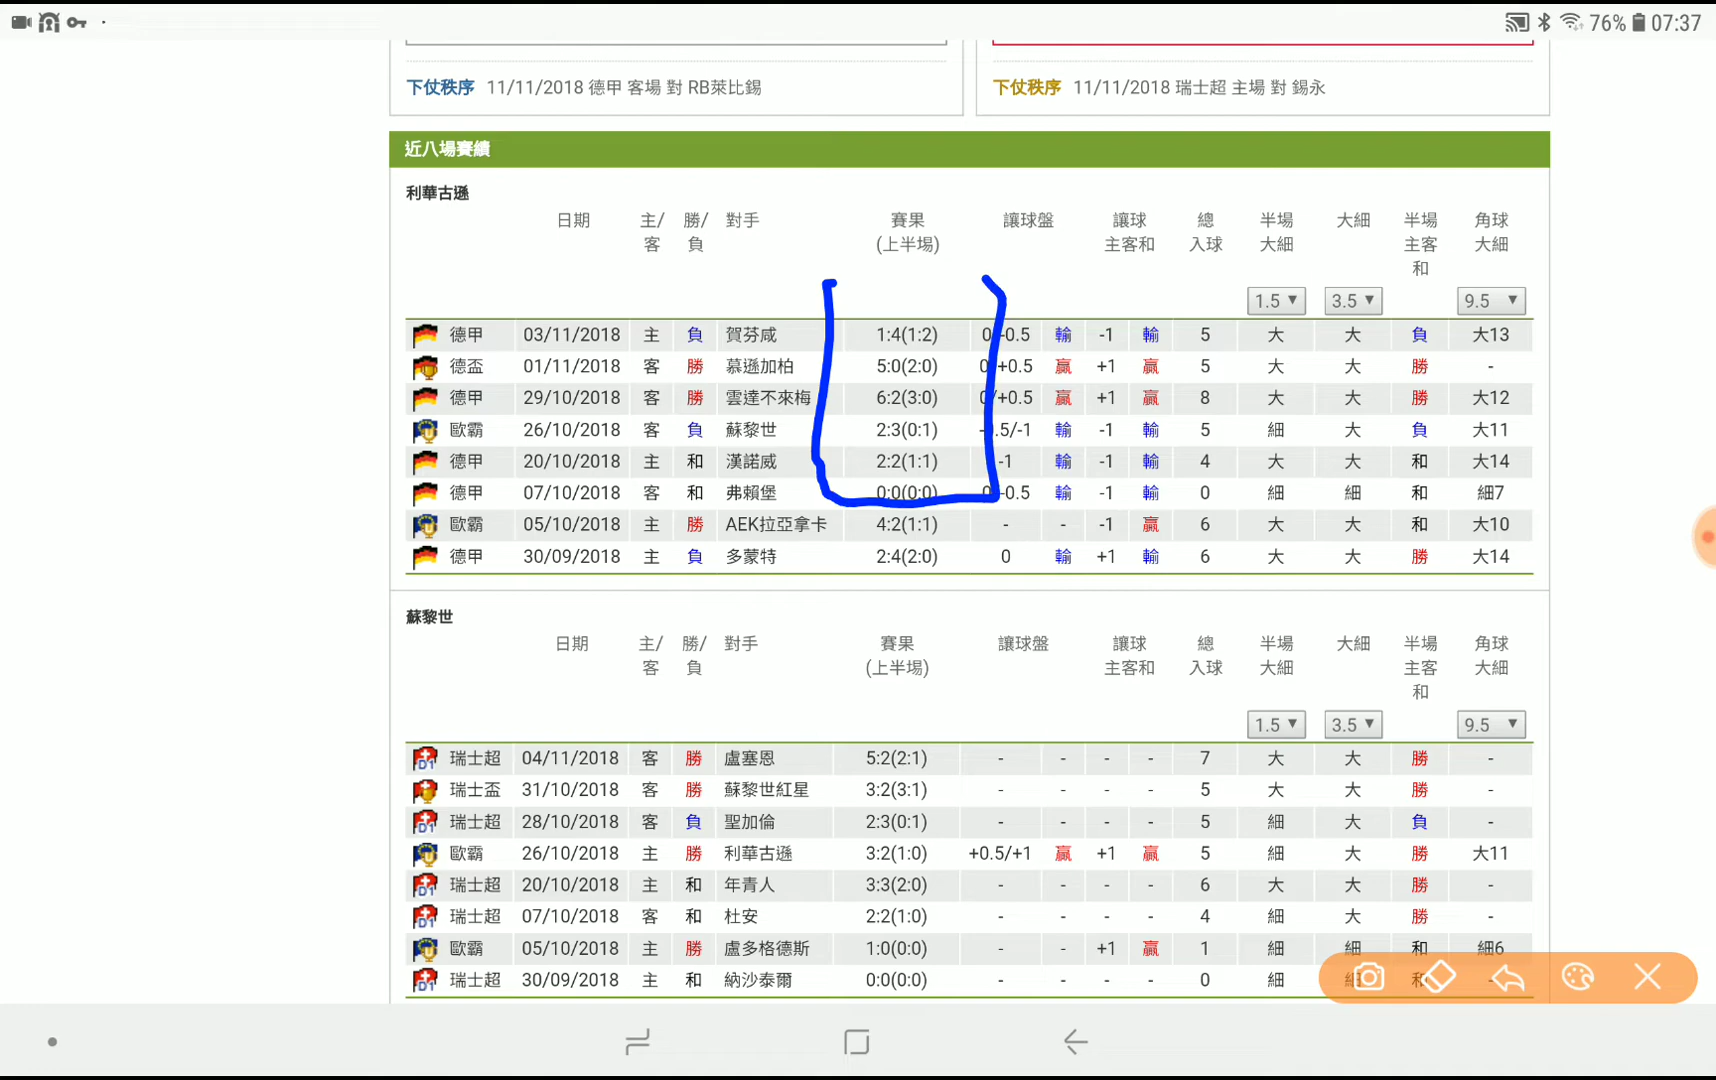 76% 07:37
下仗秩序 11/11/2018 德甲 客場 對 RB萊比錫
下仗秩序 11/11/2018 瑞士超 主場 對 錫永
近八場賽績
利華古遜
日期 主/客 勝/負 對手 賽果(上半場) 讓球盤 讓球主客和 總入球 半場大細 大細 半場主客和 角球大細
1.5 3.5 9.5
德甲 03/11/2018 主 負 賀芬咸 1:4(1:2) 0/-0.5 輸 -1 輸 5 大 大 負 大13
德盃 01/11/2018 客 勝 慕遜加柏 5:0(2:0) 0/+0.5 贏 +1 贏 5 大 大 勝 -
德甲 29/10/2018 客 勝 雲達不來梅 6:2(3:0) 0/+0.5 贏 +1 贏 8 大 大 勝 大12
歐霸 26/10/2018 客 負 蘇黎世 2:3(0:1) -0.5/-1 輸 -1 輸 5 細 大 負 大11
德甲 20/10/2018 主 和 漢諾威 2:2(1:1) -1 輸 -1 輸 4 大 大 和 大14
德甲 07/10/2018 客 和 弗賴堡 0:0(0:0) 0/-0.5 輸 -1 輸 0 細 細 和 細7
歐霸 05/10/2018 主 勝 AEK拉亞拿卡 4:2(1:1) - - -1 贏 6 大 大 和 大10
德甲 30/09/2018 主 負 多蒙特 2:4(2:0) 0 輸 +1 輸 6 大 大 勝 大14
蘇黎世
日期 主/客 勝/負 對手 賽果(上半場) 讓球盤 讓球主客和 總入球 半場大細 大細 半場主客和 角球大細
1.5 3.5 9.5
瑞士超 04/11/2018 客 勝 盧塞恩 5:2(2:1) - - - - 7 大 大 勝 -
瑞士盃 31/10/2018 客 勝 蘇黎世紅星 3:2(3:1) - - - - 5 大 大 勝 -
瑞士超 28/10/2018 客 負 聖加倫 2:3(0:1) - - - - 5 細 大 負 -
歐霸 26/10/2018 主 勝 利華古遜 3:2(1:0) +0.5/+1 贏 +1 贏 5 細 大 勝 大11
瑞士超 20/10/2018 主 和 年青人 3:3(2:0) - - - - 6 大 大 勝 -
瑞士超 07/10/2018 客 和 杜安 2:2(1:0) - - - - 4 細 大 勝 -
歐霸 05/10/2018 主 勝 盧多格德斯 1:0(0:0) - - +1 贏 1 細 細 和 細6
瑞士超 30/09/2018 主 和 納沙泰爾 0:0(0:0) - - - - 0 細 細 和 -